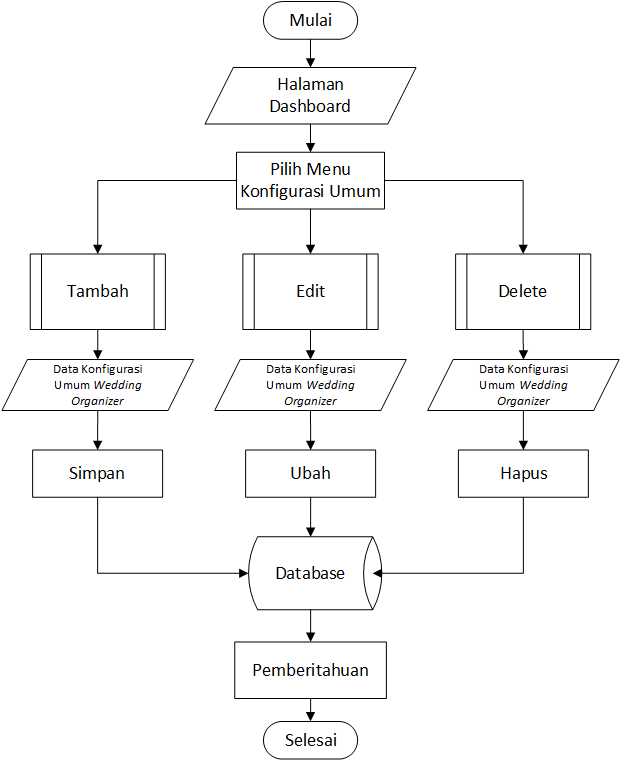 Mulai
Halaman
Dashboard
Pilih Menu
Konfigurasi Umum
Tambah
Edit
Delete
Data Konfigurasi
Umum Wedding
Organizer
Data Konfigurasi
Umum Wedding
Organizer
Data Konfigurasi
Umum Wedding
Organizer
Simpan
Ubah
Hapus
Database
Pemberitahuan
Selesai